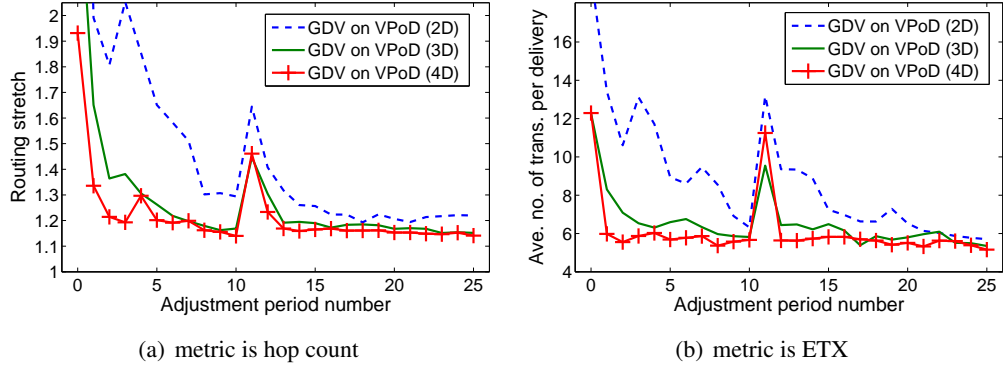 Routing stretch
1.9
1.8
1.7
1.6
1.5
1.4
1.3
1.2
1.1
1
0 5 10 15 20 25
Adjustment period number
GDV on VPoD (2D)
GDV on VPoD (3D)
GDV on VPoD (4D)
(a) metric is hop count
Ave. no. of trans. per delivery
16
14
12
10
8
6
4
0 5 10 15 20 25
Adjustment period number
GDV on VPoD (2D)
GDV on VPoD (3D)
GDV on VPoD (4D)
(b) metric is ETX